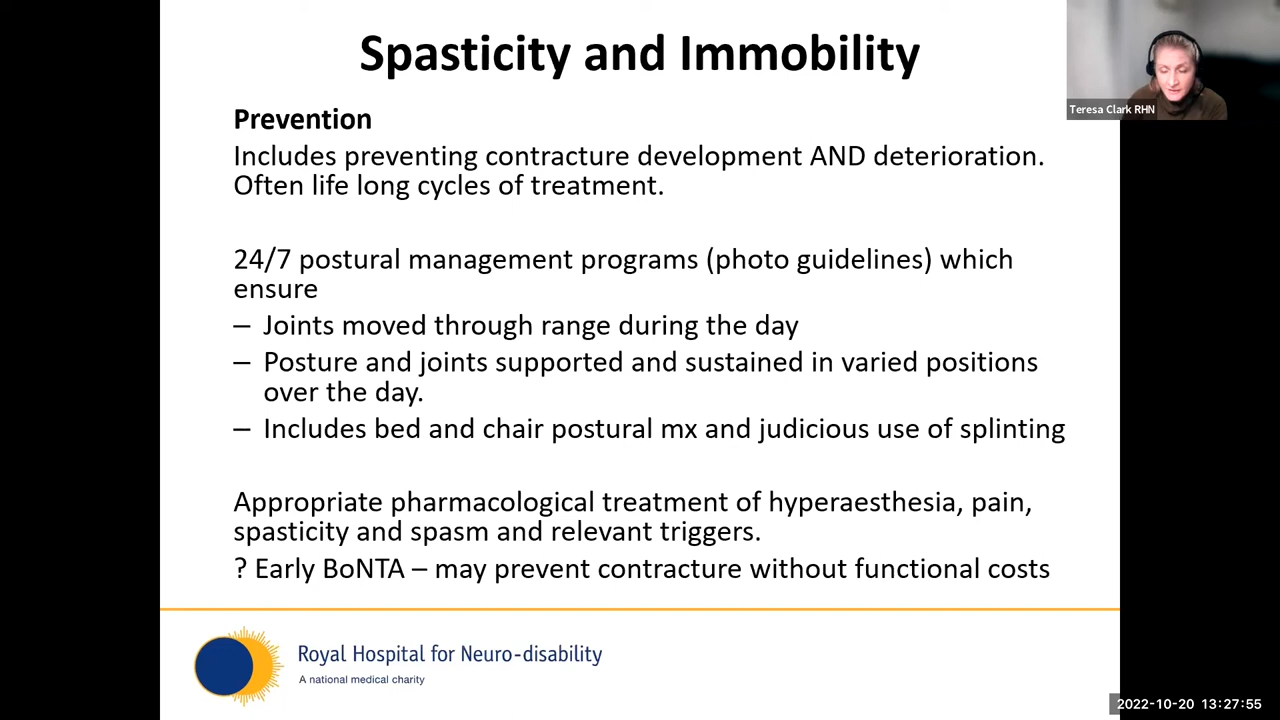 Spasticity and Immobility
Teresa Clark RHN
Prevention
Includes preventing contracture development AND deterioration.
Often life long cycles of treatment.
24/7 postural management programs (photo guidelines) which
ensure
– Joints moved through range during the day
– Posture and joints supported and sustained in varied positions
over the day.
– Includes bed and chair postural mx and judicious use of splinting
Appropriate pharmacological treatment of hyperaesthesia, pain,
spasticity and spasm and relevant triggers.
? Early BoNTA – may prevent contracture without functional costs
Royal Hospital for Neuro-disability
A national medical charity
2022-10-20 13:27:55